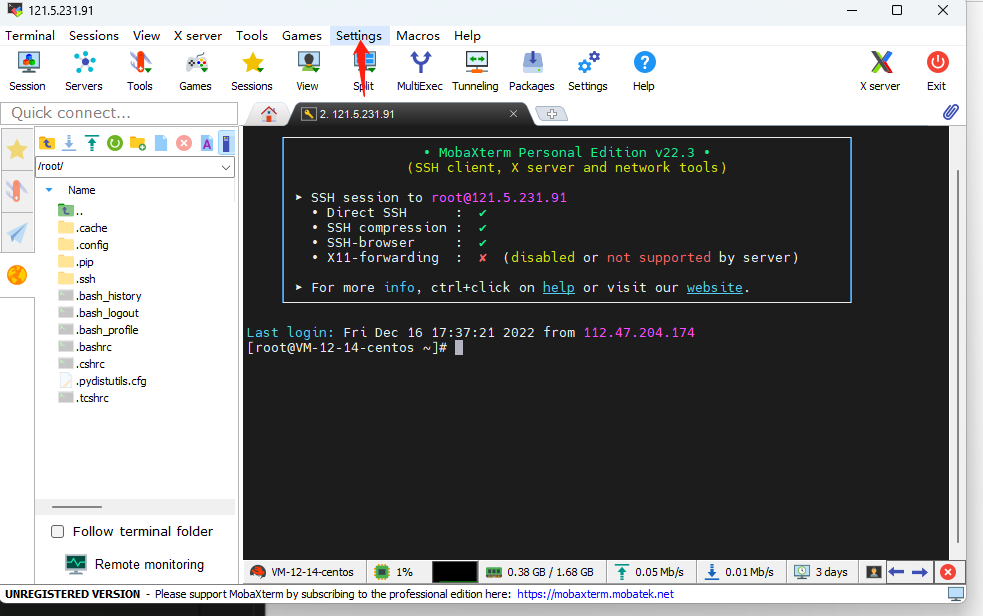 121.5.231.91
Terminal Sessions View X server Tools Games Settings Macros Help
Session Servers Tools Games Sessions View Split MultiExec Tunneling Packages Settings Help X server Exit
Quick connect...
2. 121.5.231.91
/root/
Name
..
.cache
.config
.pip
.ssh
.bash_history
.bash_logout
.bash_profile
.bashrc
.cshrc
.pydistutils.cfg
.tcshrc
Follow terminal folder
Remote monitoring
• MobaXterm Personal Edition v22.3 •
(SSH client, X server and network tools)
➤ SSH session to root@121.5.231.91
• Direct SSH : ✔
• SSH compression : ✔
• SSH-browser : ✔
• X11-forwarding : ✘ (disabled or not supported by server)
➤ For more info, ctrl+click on help or visit our website.
Last login: Fri Dec 16 17:37:21 2022 from 112.47.204.174
[root@VM-12-14-centos ~]#
VM-12-14-centos 1% 0.38 GB / 1.68 GB 0.05 Mb/s 0.01 Mb/s 3 days
UNREGISTERED VERSION - Please support MobaXterm by subscribing to the professional edition here: https://mobaxterm.mobatek.net